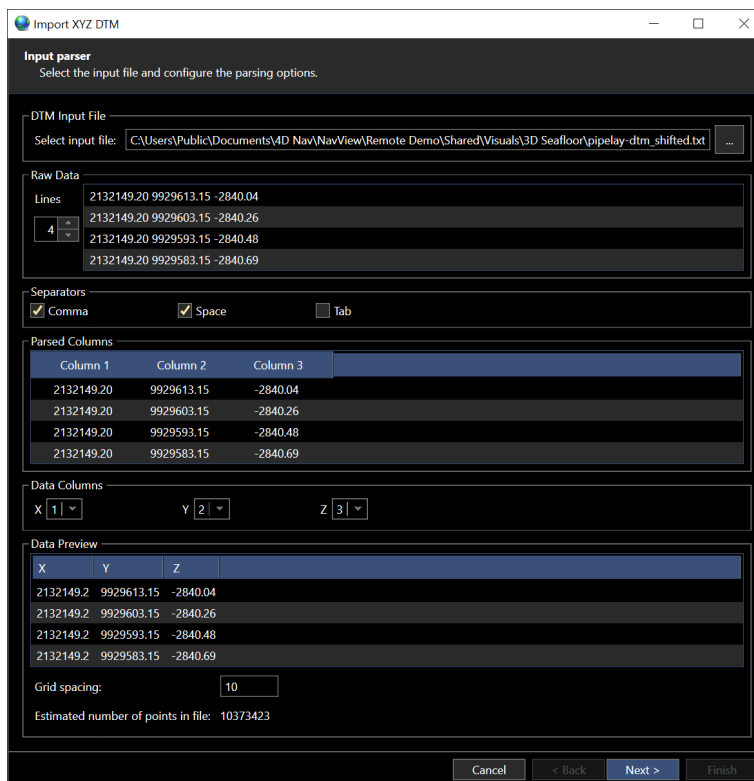 Import XYZ DTM
Input parser
Select the input file and configure the parsing options.
DTM Input File
Select input file: C:\Users\Public\Documents\4D Nav\NavView\Remote Demo\Shared\Visuals\3D Seafloor\pipelay-dtm_shifted.txt ...
Raw Data
Lines
4
2132149.20 9929613.15 -2840.04
2132149.20 9929603.15 -2840.26
2132149.20 9929593.15 -2840.48
2132149.20 9929583.15 -2840.69
Separators
Comma Space Tab
Parsed Columns
Column 1 Column 2 Column 3
2132149.20 9929613.15 -2840.04
2132149.20 9929603.15 -2840.26
2132149.20 9929593.15 -2840.48
2132149.20 9929583.15 -2840.69
Data Columns
X 1 Y 2 Z 3
Data Preview
X Y Z
2132149.2 9929613.15 -2840.04
2132149.2 9929603.15 -2840.26
2132149.2 9929593.15 -2840.48
2132149.2 9929583.15 -2840.69
Grid spacing: 10
Estimated number of points in file: 10373423
Cancel < Back Next > Finish